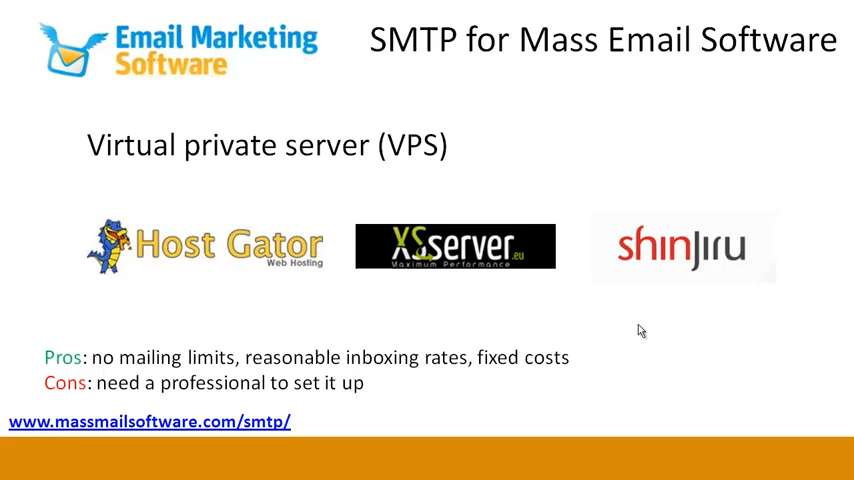 Email Marketing
Software
SMTP for Mass Email Software
Virtual private server (VPS)
Host Gator
Web Hosting
XSserver.eu
Maximum Performance
shinjiru
Pros: no mailing limits, reasonable inboxing rates, fixed costs
Cons: need a professional to set it up
www.massmailsoftware.com/smtp/